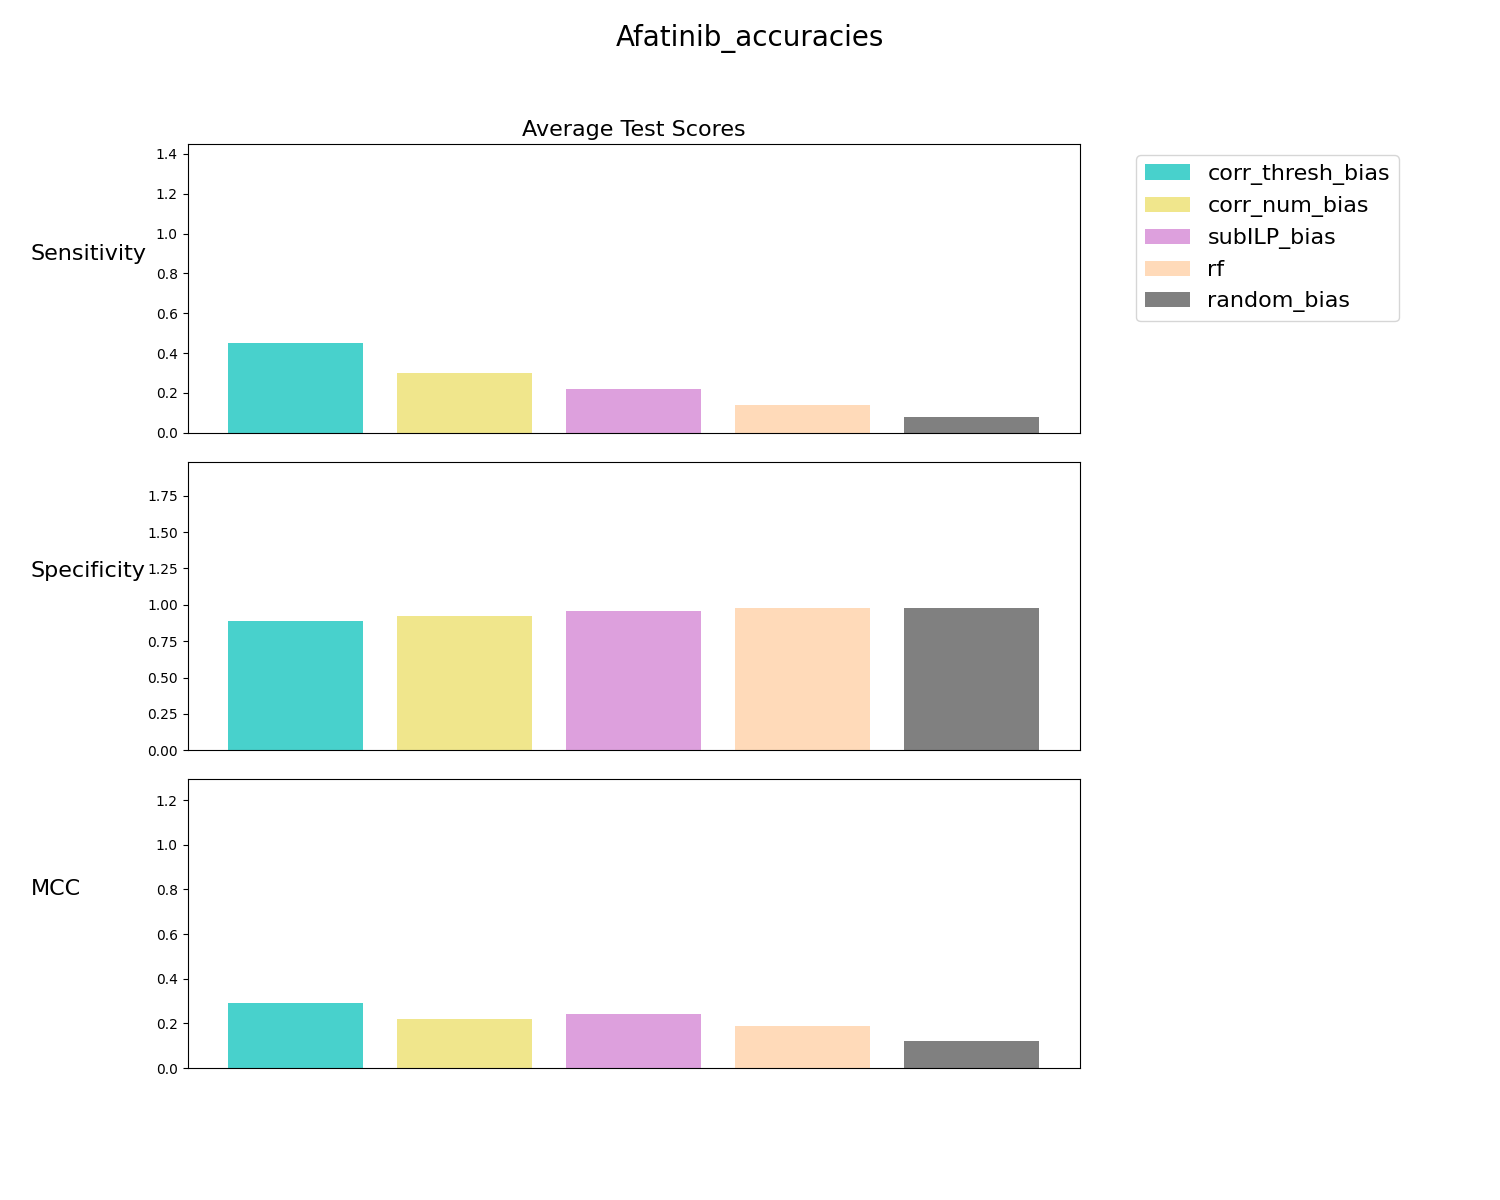 Afatinib_accuracies
Average Test Scores
Sensitivity
1.4
1.2
1.0
0.8
0.6
0.4
0.2
0.0
corr_thresh_bias
corr_num_bias
subILP_bias
rf
random_bias
Specificity
1.75
1.50
1.25
1.00
0.75
0.50
0.25
0.00
MCC
1.2
1.0
0.8
0.6
0.4
0.2
0.0